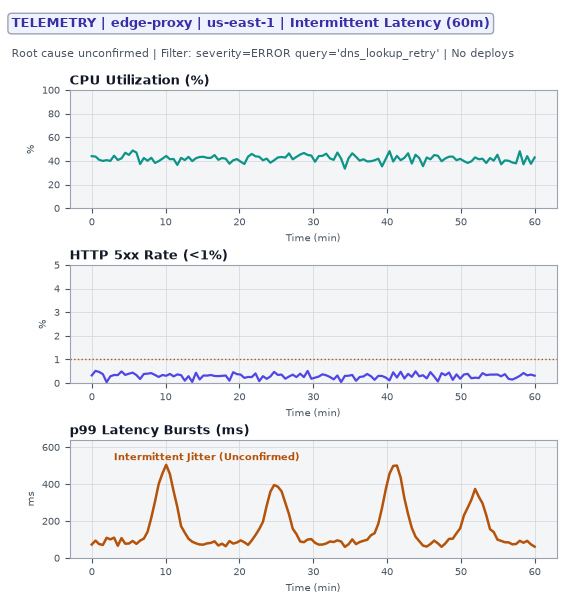 TELEMETRY | edge-proxy | us-east-1 | Intermittent Latency (60m)
Root cause unconfirmed | Filter: severity=ERROR query='dns_lookup_retry' | No deploys
CPU Utilization (%)
100
80
60
40
20
0
%
0 10 20 30 40 50 60
Time (min)
HTTP 5xx Rate (<1%)
5
4
3
2
1
0
%
0 10 20 30 40 50 60
Time (min)
p99 Latency Bursts (ms)
600
400
200
0
ms
Intermittent Jitter (Unconfirmed)
0 10 20 30 40 50 60
Time (min)